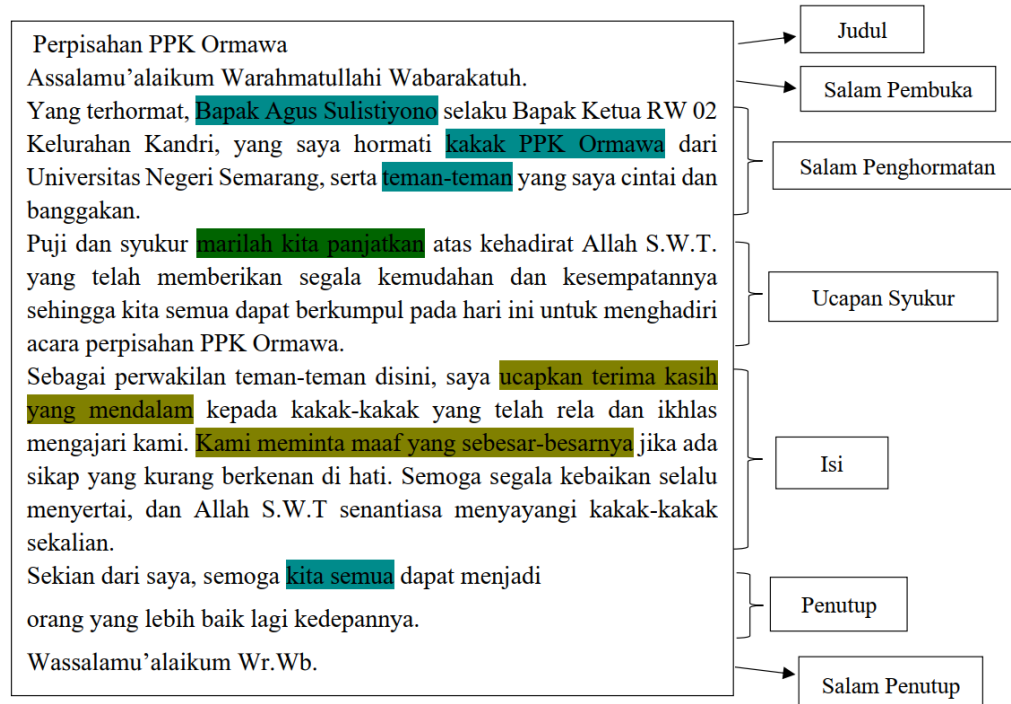 Perpisahan PPK Ormawa
Judul
Assalamu’alaikum Warahmatullahi Wabarakatuh.
Salam Pembuka
Yang terhormat, Bapak Agus Sulistiyono selaku Bapak Ketua RW 02
Kelurahan Kandri, yang saya hormati kakak PPK Ormawa dari
Universitas Negeri Semarang, serta teman-teman yang saya cintai dan
banggakan.
Salam Penghormatan
Puji dan syukur marilah kita panjatkan atas kehadirat Allah S.W.T.
yang telah memberikan segala kemudahan dan kesempatannya
sehingga kita semua dapat berkumpul pada hari ini untuk menghadiri
acara perpisahan PPK Ormawa.
Ucapan Syukur
Sebagai perwakilan teman-teman disini, saya ucapkan terima kasih
yang mendalam kepada kakak-kakak yang telah rela dan ikhlas
mengajari kami. Kami meminta maaf yang sebesar-besarnya jika ada
sikap yang kurang berkenan di hati. Semoga segala kebaikan selalu
menyertai, dan Allah S.W.T senantiasa menyayangi kakak-kakak
sekalian.
Isi
Sekian dari saya, semoga kita semua dapat menjadi
orang yang lebih baik lagi kedepannya.
Penutup
Wassalamu’alaikum Wr.Wb.
Salam Penutup